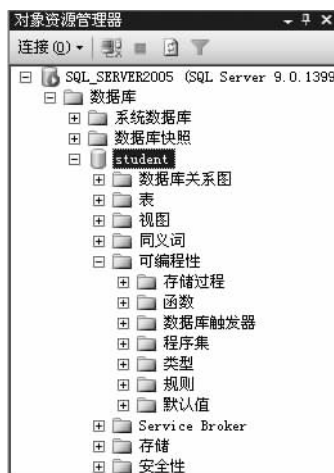 对象资源管理器
连接(O)
SQL_SERVER2005 (SQL Server 9.0.1399
数据库
系统数据库
数据库快照
student
数据库关系图
表
视图
同义词
可编程性
存储过程
函数
数据库触发器
程序集
类型
规则
默认值
Service Broker
存储
安全性